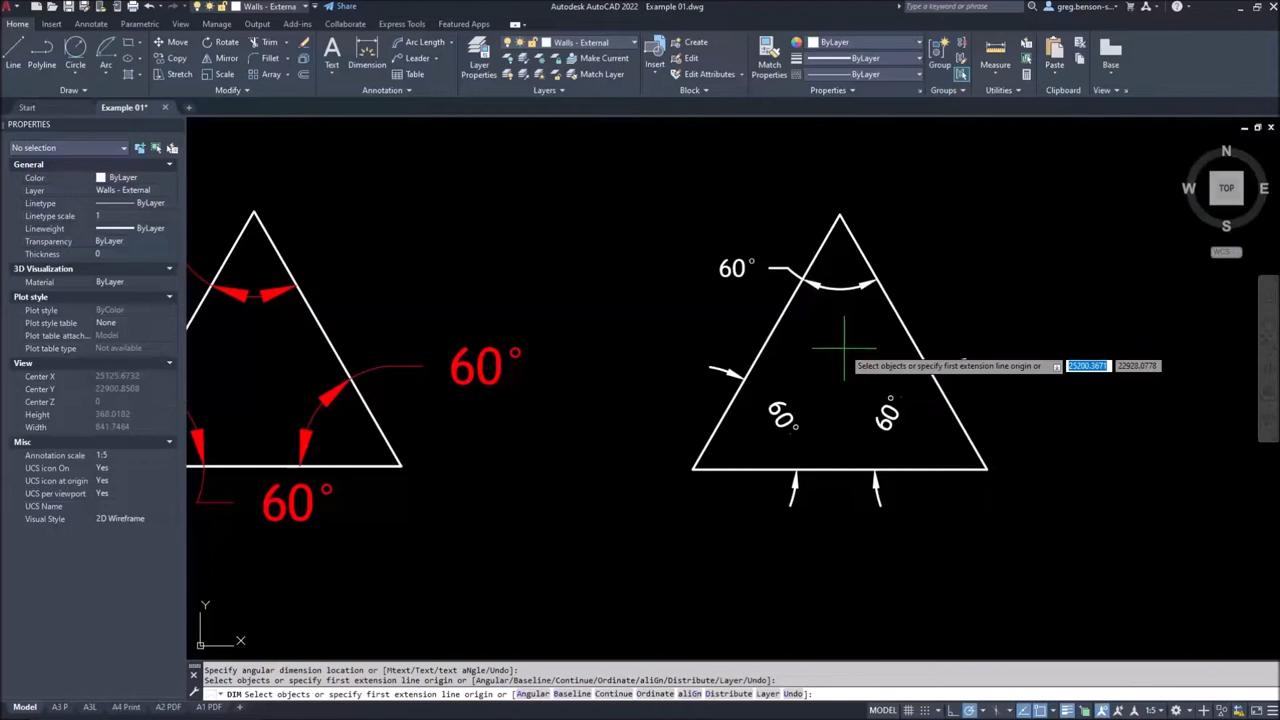 Walls - Externa
Share
Autodesk AutoCAD 2022 Example 01.dwg
Type a keyword or phrase
greg.benson-s...
Home Insert Annotate Parametric View Manage Output Add-ins Collaborate Express Tools Featured Apps
Line Polyline Circle Arc
Move Rotate Trim
Copy Mirror Fillet
Stretch Scale Array
Text Dimension
Arc Length
Leader
Table
Layer Properties
Walls - External
Make Current
Match Layer
Insert
Create
Edit
Edit Attributes
Match Properties
ByLayer
ByLayer
ByLayer
Group Measure Paste Base
Draw Modify Annotation Layers Block Properties Groups Utilities Clipboard View
Start Example 01*
PROPERTIES
No selection
General
Color ByLayer
Layer Walls - External
Linetype ByLayer
Linetype scale 1
Lineweight ByLayer
Transparency ByLayer
Thickness 0
3D Visualization
Material ByLayer
Plot style
Plot style ByColor
Plot style table None
Plot table attach... Model
Plot table type Not available
View
Center X 25125.6732
Center Y 22900.8508
Center Z 0
Height 368.0182
Width 841.7464
Misc
Annotation scale 1:5
UCS icon On Yes
UCS icon at origin Yes
UCS per viewport Yes
UCS Name
Visual Style 2D Wireframe
N
W TOP E
S
WCS
60°
60°
60°
60°
60°
Select objects or specify first extension line origin or 25200.3671 22928.0778
Y
X
Specify angular dimension location or [Mtext/Text/text aNgle/Undo]:
Select objects or specify first extension line origin or [Angular/Baseline/Continue/Ordinate/aliGn/Distribute/Layer/Undo]:
DIM Select objects or specify first extension line origin or [Angular Baseline Continue Ordinate aliGn Distribute Layer Undo]:
Model A3 P A3L A4 Print A2 PDF A1 PDF
MODEL 1:5